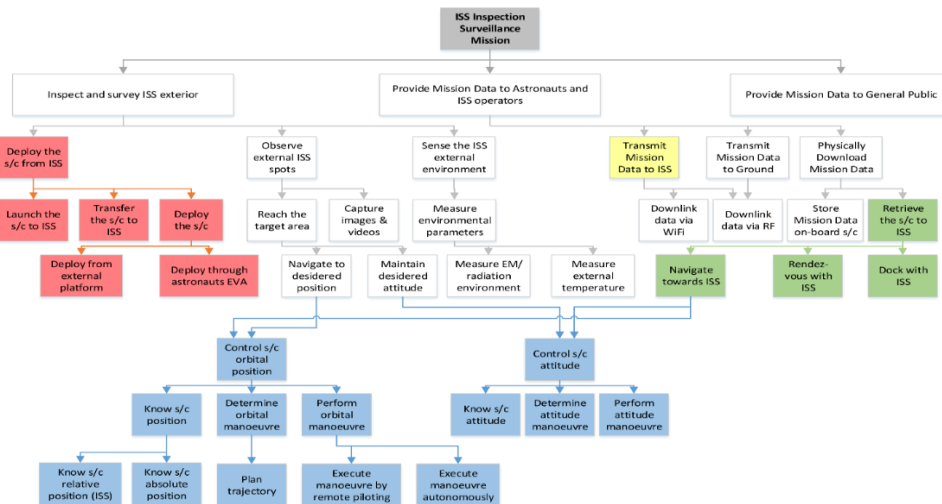 ISS Inspection
Surveillance
Mission
Inspect and survey ISS exterior
Provide Mission Data to Astronauts and
ISS operators
Provide Mission Data to General Public
Deploy the
s/c from ISS
Observe
external ISS
spots
Sense the ISS
external
environment
Transmit
Mission
Data to ISS
Transmit
Mission Data
to Ground
Physically
Download
Mission Data
Launch the
s/c to ISS
Transfer
the s/c to
ISS
Deploy
the s/c
Reach the
target area
Capture
images &
videos
Measure
environmental
parameters
Downlink
data via
WiFi
Downlink
data via RF
Store
Mission Data
on-board s/c
Retrieve
the s/c to
ISS
Deploy from
external
platform
Deploy through
astronauts EVA
Navigate to
desidered
position
Maintain
desidered
attitude
Measure EM/
radiation
environment
Measure
external
temperature
Navigate
towards ISS
Rendez-
vous with
ISS
Dock with
ISS
Control s/c
orbital
position
Control s/c
attitude
Know s/c
position
Determine
orbital
manoeuvre
Perform
orbital
manoeuvre
Know s/c
attitude
Determine
attitude
manoeuvre
Perform
attitude
manoeuvre
Know s/c
relative
position (ISS)
Know s/c
absolute
position
Plan
trajectory
Execute
manoeuvre by
remote piloting
Execute
manoeuvre
autonomously